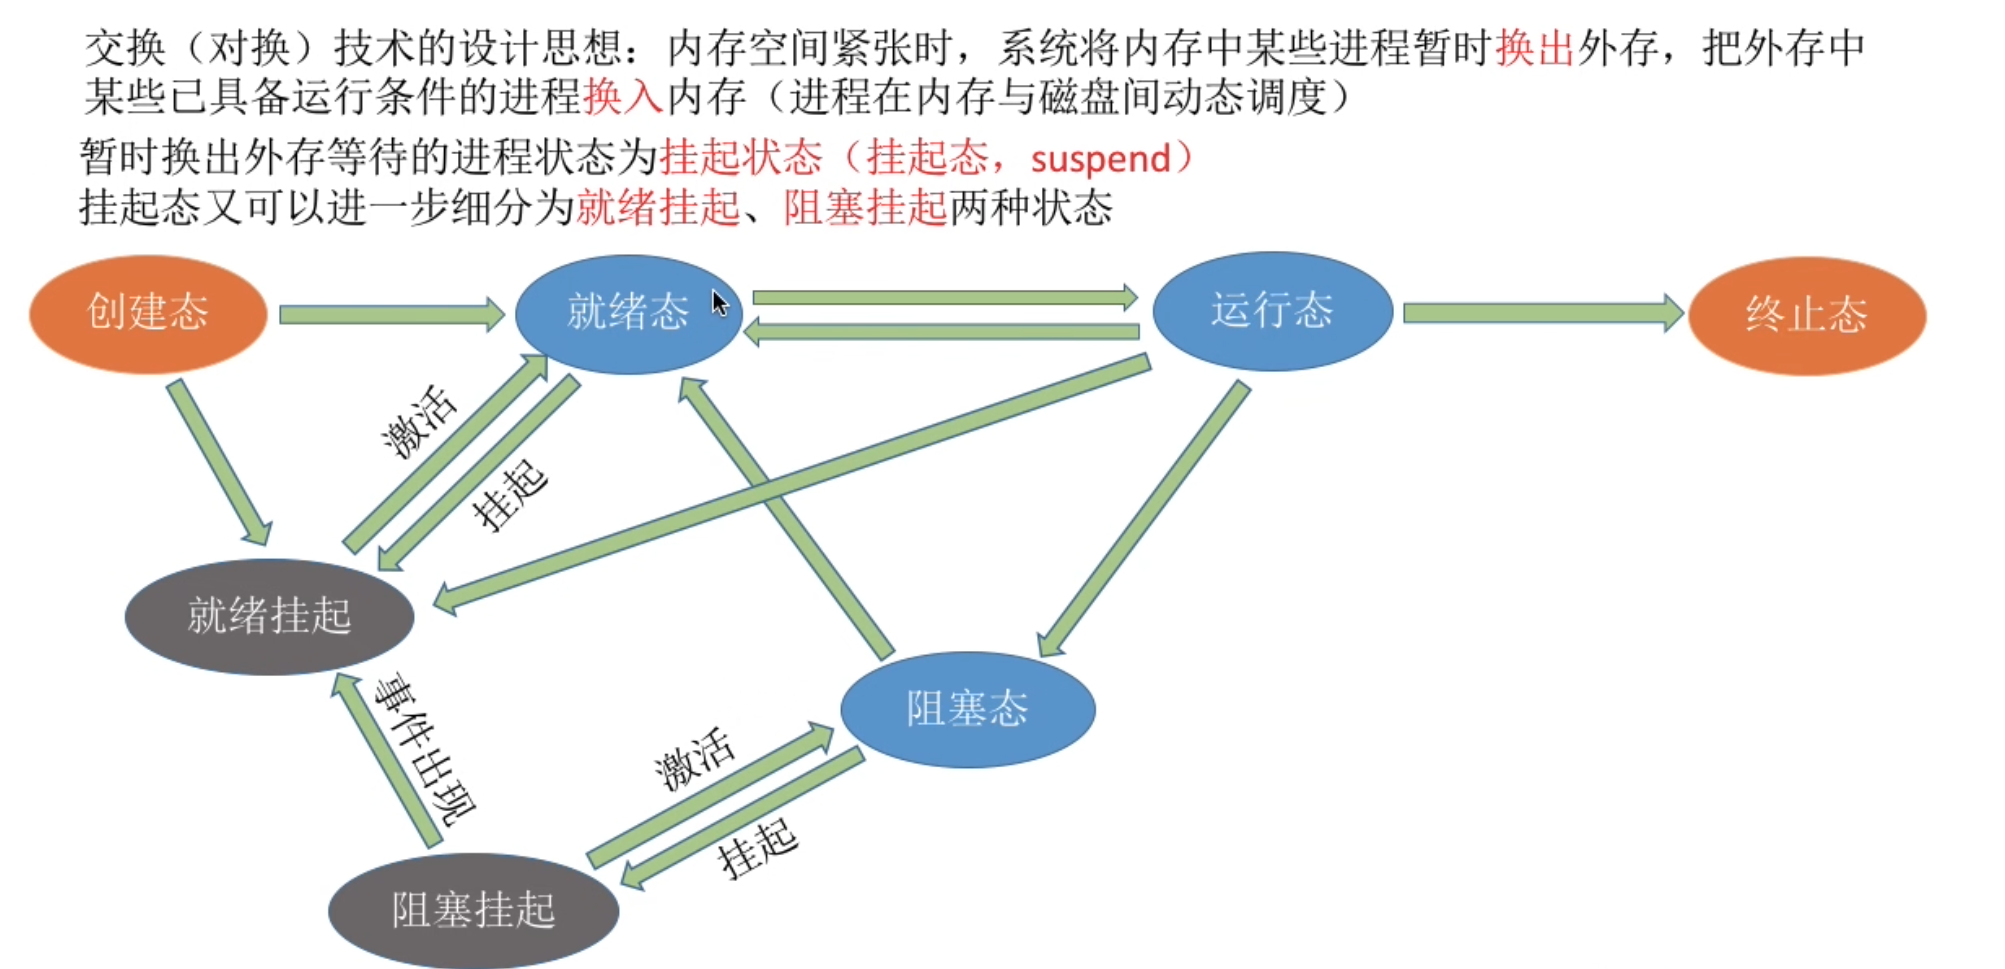 交换（对换）技术的设计思想：内存空间紧张时，系统将内存中某些进程暂时换出外存，把外存中
某些已具备运行条件的进程换入内存（进程在内存与磁盘间动态调度）
暂时换出外存等待的进程状态为挂起状态（挂起态，suspend）
挂起态又可以进一步细分为就绪挂起、阻塞挂起两种状态
创建态
就绪态
运行态
终止态
激活
挂起
就绪挂起
事件出现
阻塞态
激活
挂起
阻塞挂起